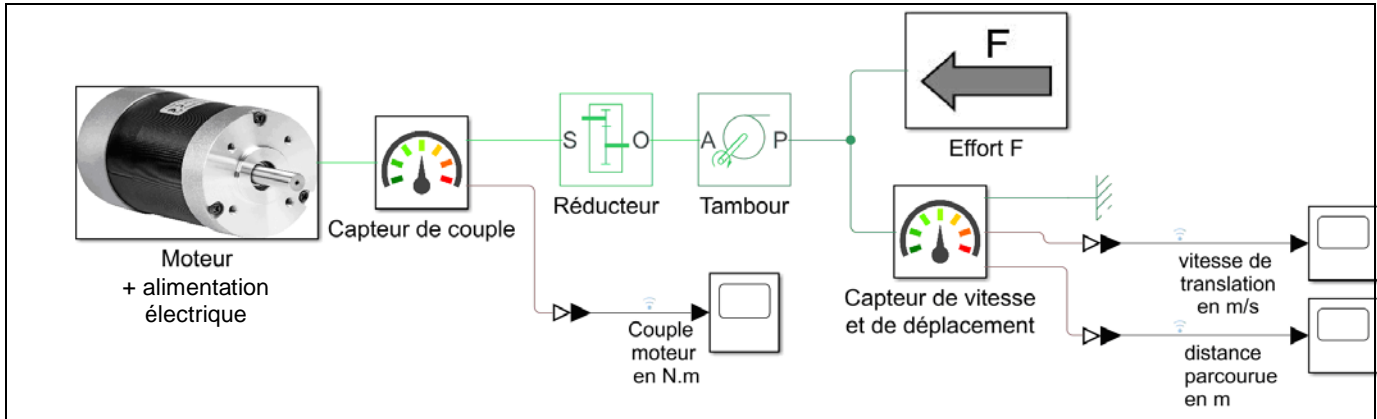 F
Effort F
S
O
A
P
Réducteur
Tambour
Capteur de couple
Moteur
+ alimentation
électrique
Couple
moteur
en N.m
Capteur de vitesse
et de déplacement
vitesse de
translation
en m/s
distance
parcourue
en m